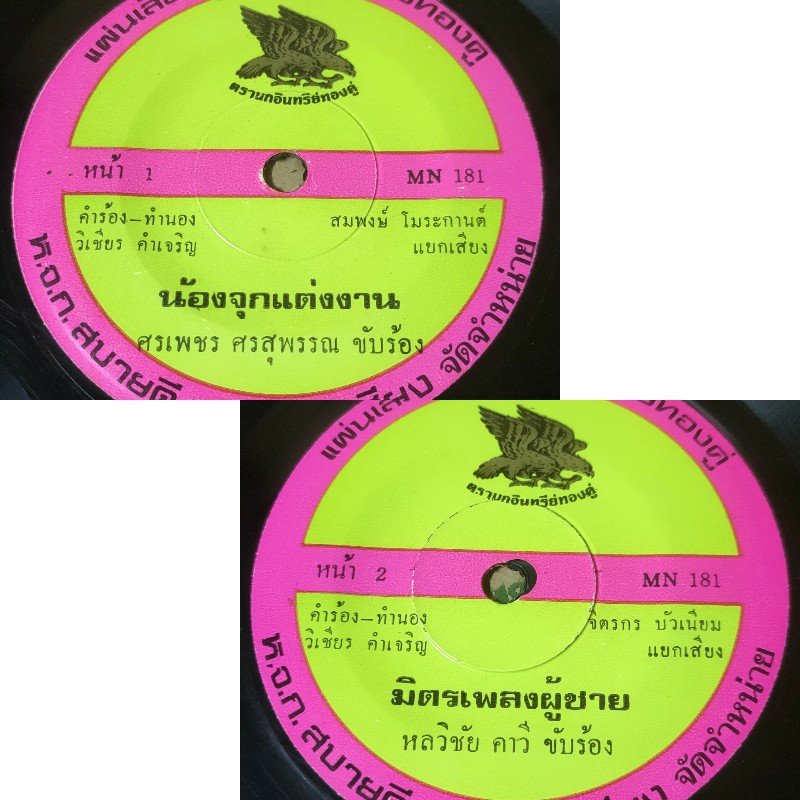 แผ่นเสียง
ทองคู่
ตรานกอินทรีย์ทองคู่
หน้า 1
MN 181
คำร้อง–ทำนอง
วิเชียร คำเจริญ
สมพงษ์ โมระกานต์
แยกเสียง
น้องจุกแต่งงาน
ศรเพชร ศรสุพรรณ ขับร้อง
ห.จ.ก. สบายดี
จัดจำหน่าย
แผ่นเสียง
ทองคู่
ตรานกอินทรีย์ทองคู่
หน้า 2
MN 181
คำร้อง–ทำนอง
วิเชียร คำเจริญ
จิตรกร บัวเนียม
แยกเสียง
มิตรเพลงผู้ชาย
หลวิชัย คาวี ขับร้อง
ห.จ.ก. สบายดี
จัดจำหน่าย